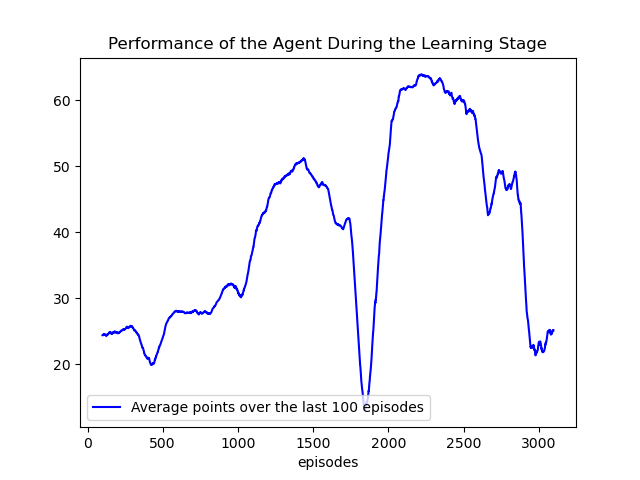 Performance of the Agent During the Learning Stage
60
50
40
30
20
Average points over the last 100 episodes
0 500 1000 1500 2000 2500 3000
episodes